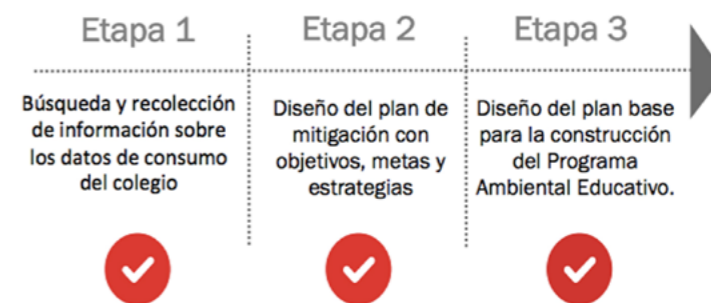 Etapa 1
Etapa 2
Etapa 3
Búsqueda y recolección
de información sobre
los datos de consumo
del colegio
Diseño del plan de
mitigación con
objetivos, metas y
estrategias
Diseño del plan base
para la construcción
del Programa
Ambiental Educativo.